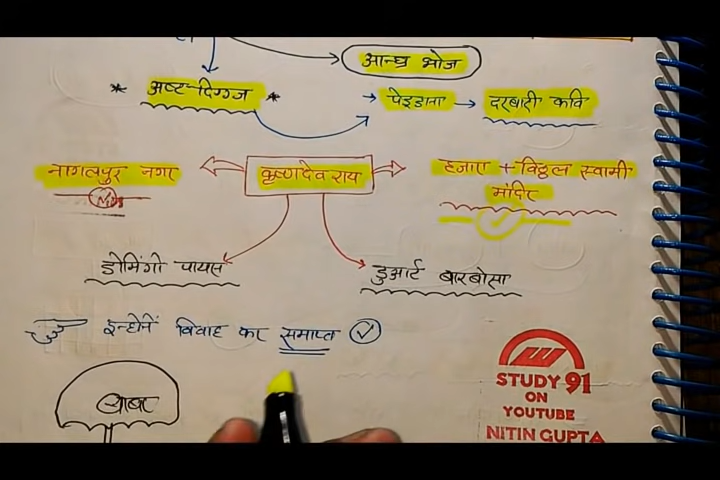 आन्ध्र भोज
* अष्ट-दिग्गज * → पेड्डाना → दरबारी कवि
नागलपुर नगर कृष्णदेव राय हजारा + विठ्ठल स्वामी
मंदिर
डोमिंगो पायस डुआर्ट बारबोसा
इन्होनें विवाह कर समाप्त
बाबर
STUDY 91
ON
YOUTUBE
NITIN GUPTA